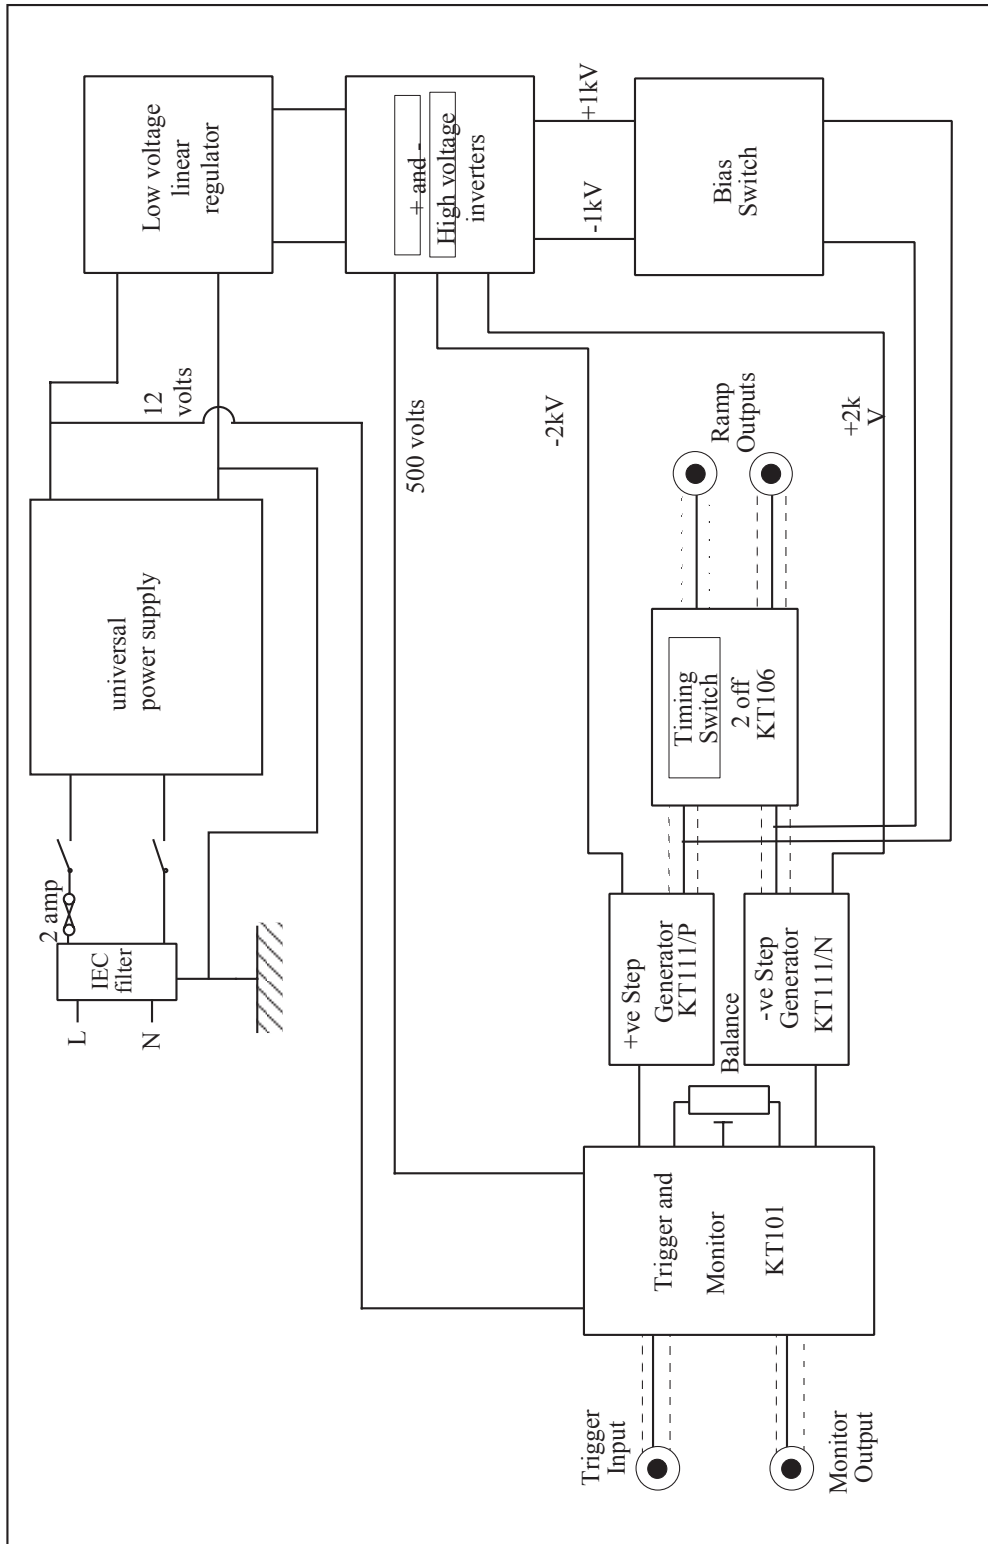 L
N
IEC
filter
2 amp
universal
power supply
12
volts
Low voltage
linear
regulator
+ and -
High voltage
inverters
+1kV
-1kV
Bias
Switch
500 volts
-2kV
+2k
V
Ramp
Outputs
Timing
Switch
2 off
KT106
+ve Step
Generator
KT111/P
Balance
-ve Step
Generator
KT111/N
Trigger and
Monitor
KT101
Trigger
Input
Monitor
Output